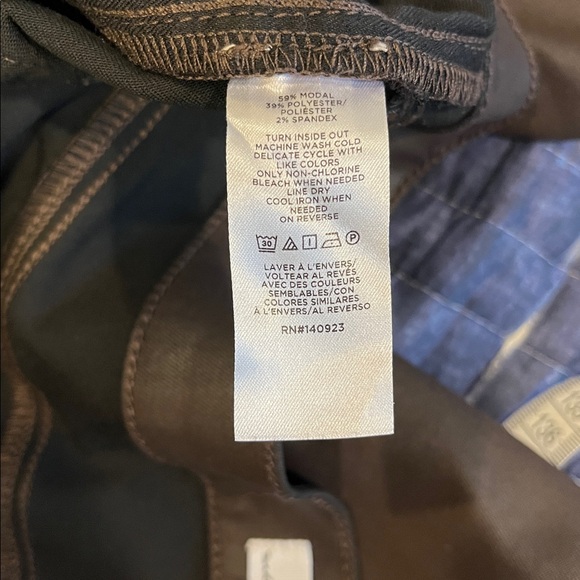 59% MODAL
39% POLYESTER/
POLIÉSTER
2% SPANDEX
TURN INSIDE OUT
MACHINE WASH COLD
DELICATE CYCLE WITH
LIKE COLORS
ONLY NON-CHLORINE
BLEACH WHEN NEEDED
LINE DRY
COOL IRON WHEN
NEEDED
ON REVERSE
30 P
LAVER À L'ENVERS/
VOLTEAR AL REVÉS
AVEC DES COULEURS
SEMBLABLES/CON
COLORES SIMILARES
À L'ENVERS/AL REVERSO
RN#140923